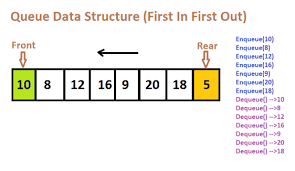 Queue Data Structure (First In First Out)
Front
Rear
10 8 12 16 9 20 18 5
Enqueue(10)
Enqueue(8)
Enqueue(12)
Enqueue(16)
Enqueue(9)
Enqueue(20)
Enqueue(18)
Dequeue() -->10
Dequeue() -->8
Dequeue() -->12
Dequeue() -->16
Dequeue() -->9
Dequeue() -->20
Dequeue() -->18